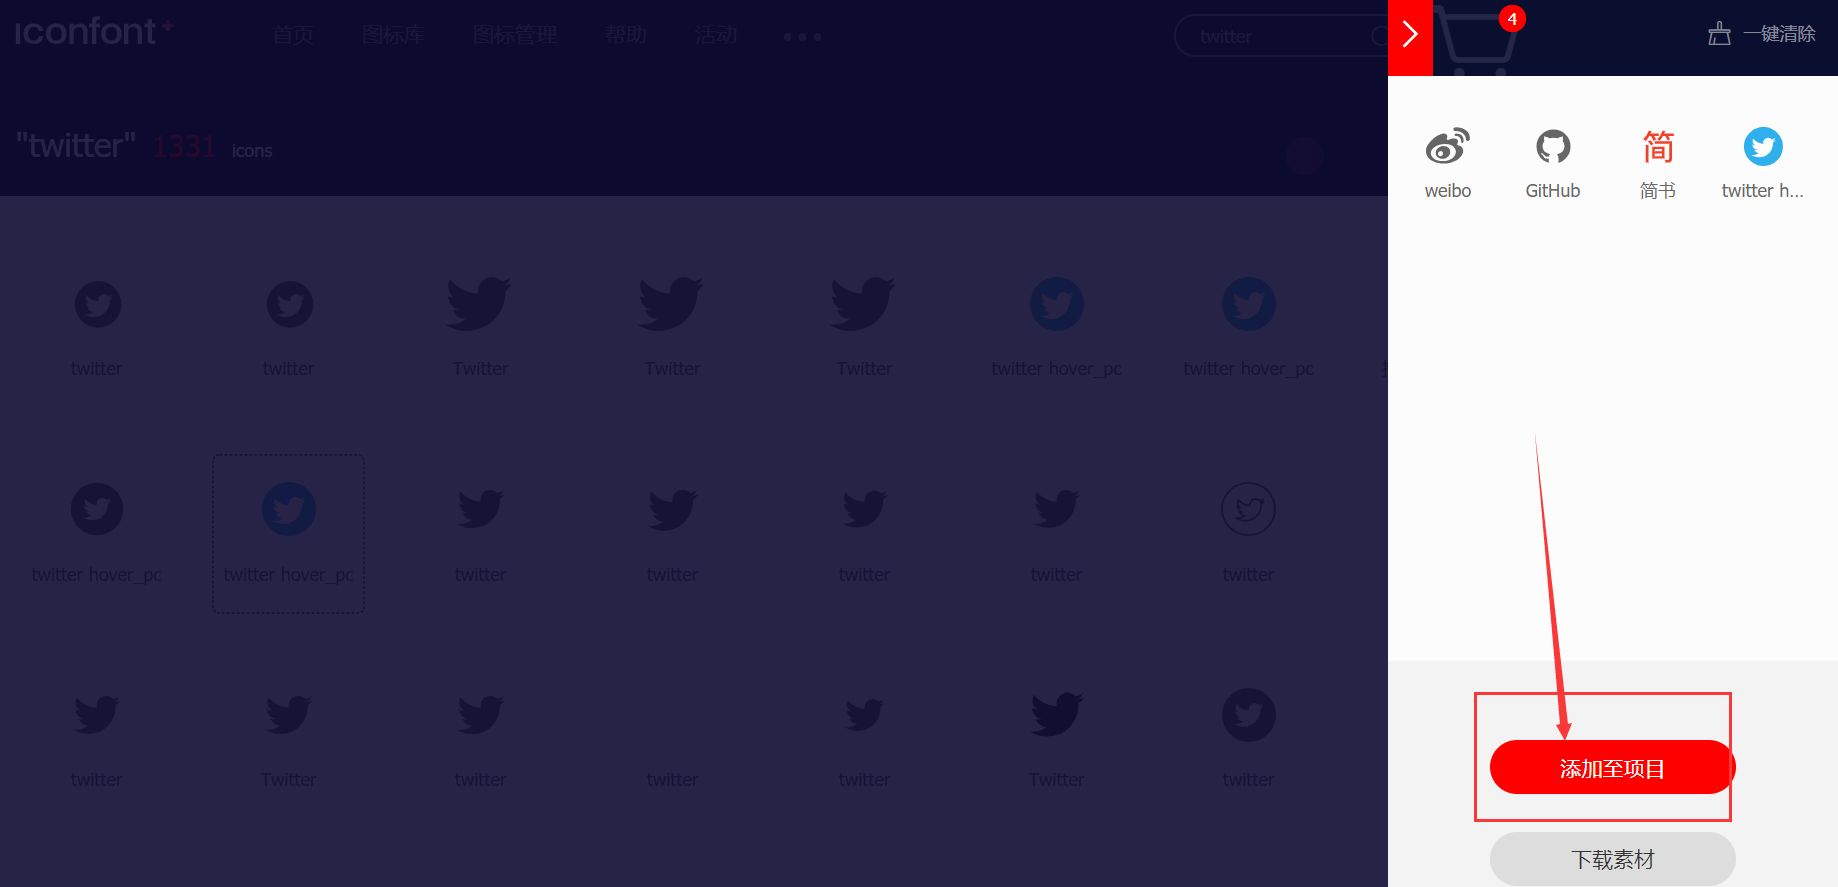 iconfont+
首页 图标库 图标管理 帮助 活动
twitter
4
一键清除
"twitter" 1331 icons
weibo GitHub 简书 twitter h...
简
twitter twitter Twitter Twitter Twitter twitter hover_pc twitter hover_pc
twitter hover_pc twitter hover_pc twitter twitter twitter twitter twitter
twitter Twitter twitter twitter twitter Twitter twitter
添加至项目
下载素材